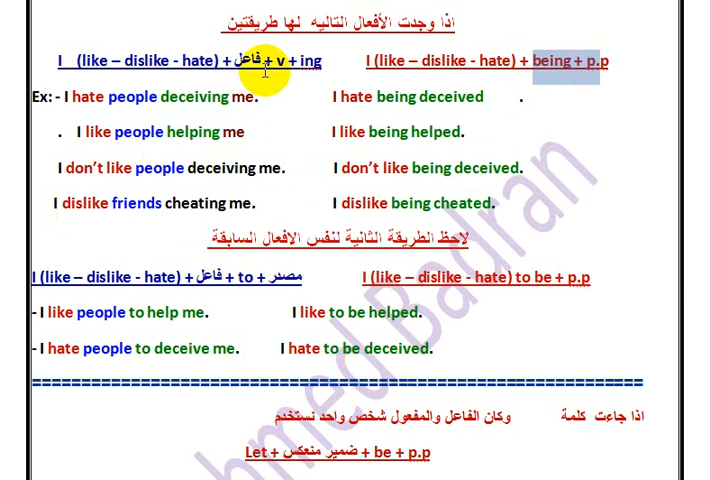 اذا وجدت الأفعال التاليه لها طريقتين
I (like – dislike - hate) + فاعل + v + ing I (like – dislike - hate) + being + p.p
Ex: - I hate people deceiving me. I hate being deceived .
. I like people helping me I like being helped.
I don't like people deceiving me. I don't like being deceived.
I dislike friends cheating me. I dislike being cheated.
لاحظ الطريقة الثانية لنفس الافعال السابقة
I (like – dislike - hate) + فاعل + to + مصدر I (like – dislike - hate) to be + p.p
- I like people to help me. I like to be helped.
- I hate people to deceive me. I hate to be deceived.
اذا جاءت كلمة وكان الفاعل والمفعول شخص واحد نستخدم
Let + ضمير منعكس + be + p.p
hmed Badran